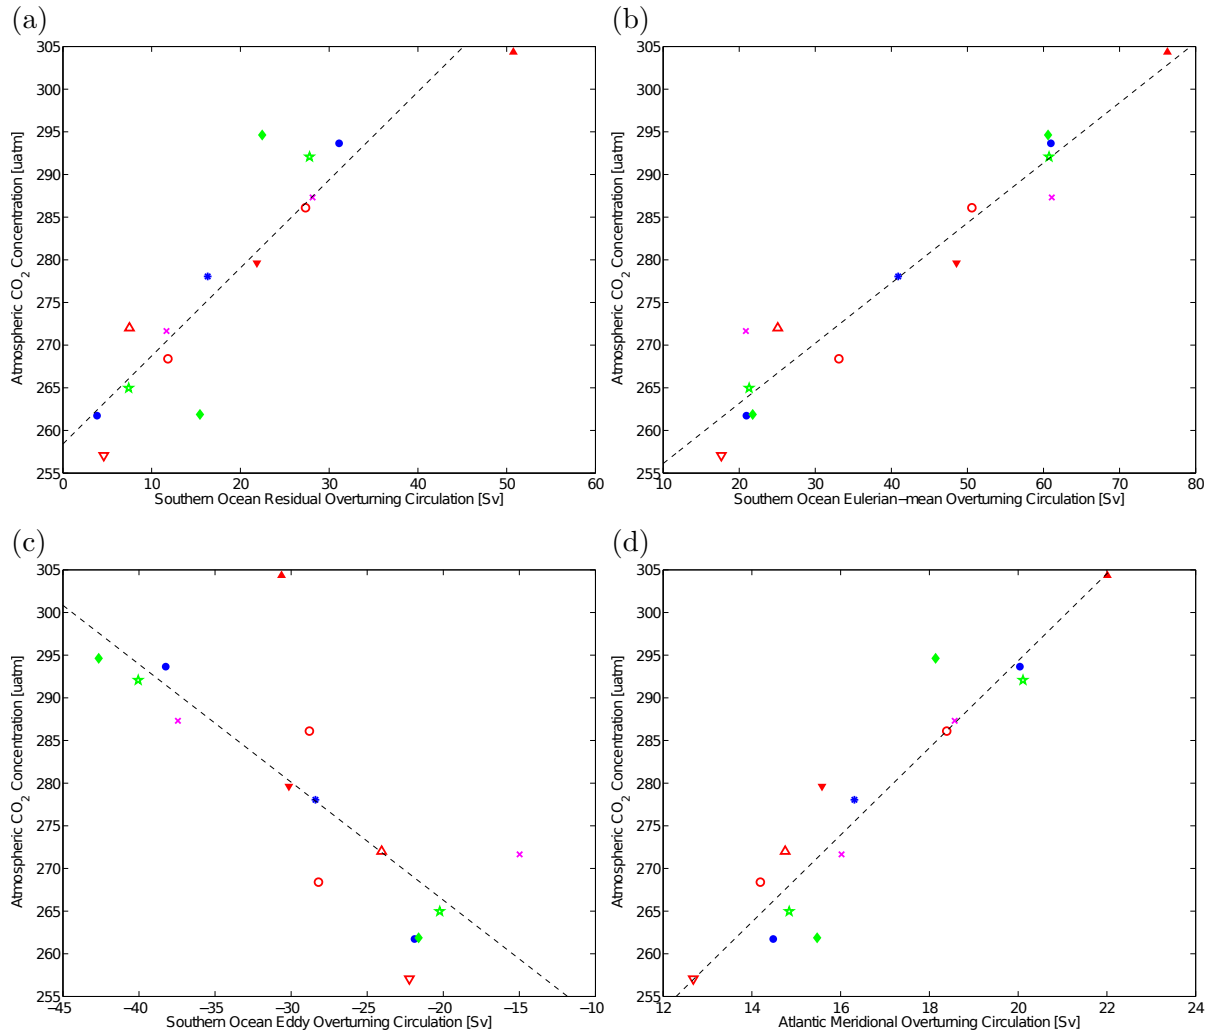 (a)
305
300
295
290
285
280
275
270
265
260
255
Atmospheric CO2 Concentration [uatm]
0 10 20 30 40 50 60
Southern Ocean Residual Overturning Circulation [Sv]
(b)
305
300
295
290
285
280
275
270
265
260
255
Atmospheric CO2 Concentration [uatm]
10 20 30 40 50 60 70 80
Southern Ocean Eulerian−mean Overturning Circulation [Sv]
(c)
305
300
295
290
285
280
275
270
265
260
255
Atmospheric CO2 Concentration [uatm]
−45 −40 −35 −30 −25 −20 −15 −10
Southern Ocean Eddy Overturning Circulation [Sv]
(d)
305
300
295
290
285
280
275
270
265
260
255
Atmospheric CO2 Concentration [uatm]
12 14 16 18 20 22 24
Atlantic Meridional Overturning Circulation [Sv]